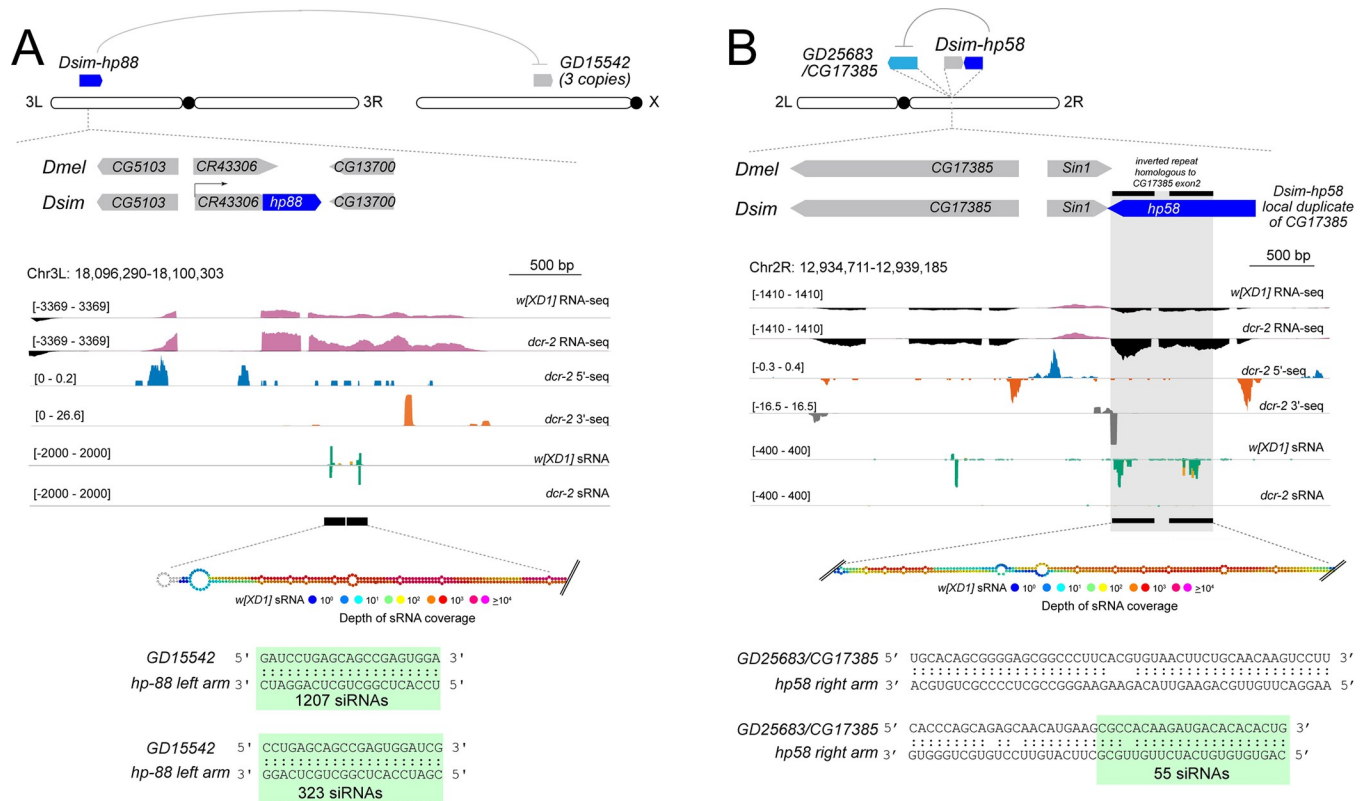 A
Dsim-hp88
GD15542
(3 copies)
3L
3R
X
Dmel
CG5103
CR43306
CG13700
Dsim
CG5103
CR43306
hp88
CG13700
Chr3L: 18,096,290-18,100,303
500 bp
[-3369 - 3369]
w[XD1] RNA-seq
[-3369 - 3369]
dcr-2 RNA-seq
[0 - 0.2]
dcr-2 5'-seq
[0 - 26.6]
dcr-2 3'-seq
[-2000 - 2000]
w[XD1] sRNA
[-2000 - 2000]
dcr-2 sRNA
w[XD1] sRNA 10⁰ 10¹ 10² 10³ ≥10⁴
Depth of sRNA coverage
GD15542 5' GAUCCUGAGCAGCCGAGUGGA 3'
hp-88 left arm 3' CUAGGACUCGUCGGCUCACCU 5'
1207 siRNAs
GD15542 5' CCUGAGCAGCCGAGUGGAUCG 3'
hp-88 left arm 3' GGACUCGUCGGCUCACCUAGC 5'
323 siRNAs
B
GD25683
/CG17385
Dsim-hp58
2L
2R
Dmel
CG17385
Sin1
inverted repeat
homologous to
CG17385 exon2
Dsim
CG17385
Sin1
hp58
Dsim-hp58
local duplicate
of CG17385
Chr2R: 12,934,711-12,939,185
500 bp
[-1410 - 1410]
w[XD1] RNA-seq
[-1410 - 1410]
dcr-2 RNA-seq
[-0.3 - 0.4]
dcr-2 5'-seq
[-16.5 - 16.5]
dcr-2 3'-seq
[-400 - 400]
w[XD1] sRNA
[-400 - 400]
dcr-2 sRNA
w[XD1] sRNA 10⁰ 10¹ 10² 10³ ≥10⁴
Depth of sRNA coverage
GD25683/CG17385 5′ UGCACAGCGGGGAGCGGCCCUUCACGUGUAACUUCUGCAACAAGUCCUU 3′
hp58 right arm 3′ ACGUGUCGCCCCUCGCCGGGAAGAAGACAUUGAAGACGUUGUUCAGGAA 5′
GD25683/CG17385 5′ CACCCAGCAGAGCAACAUGAAGCGCCACAAGAUGACACACACUG 3′
hp58 right arm 3′ GUGGGUCGUGUCCUUGUACUUCGCGUUGUUCUACUGUGUGUGAC 5′
55 siRNAs